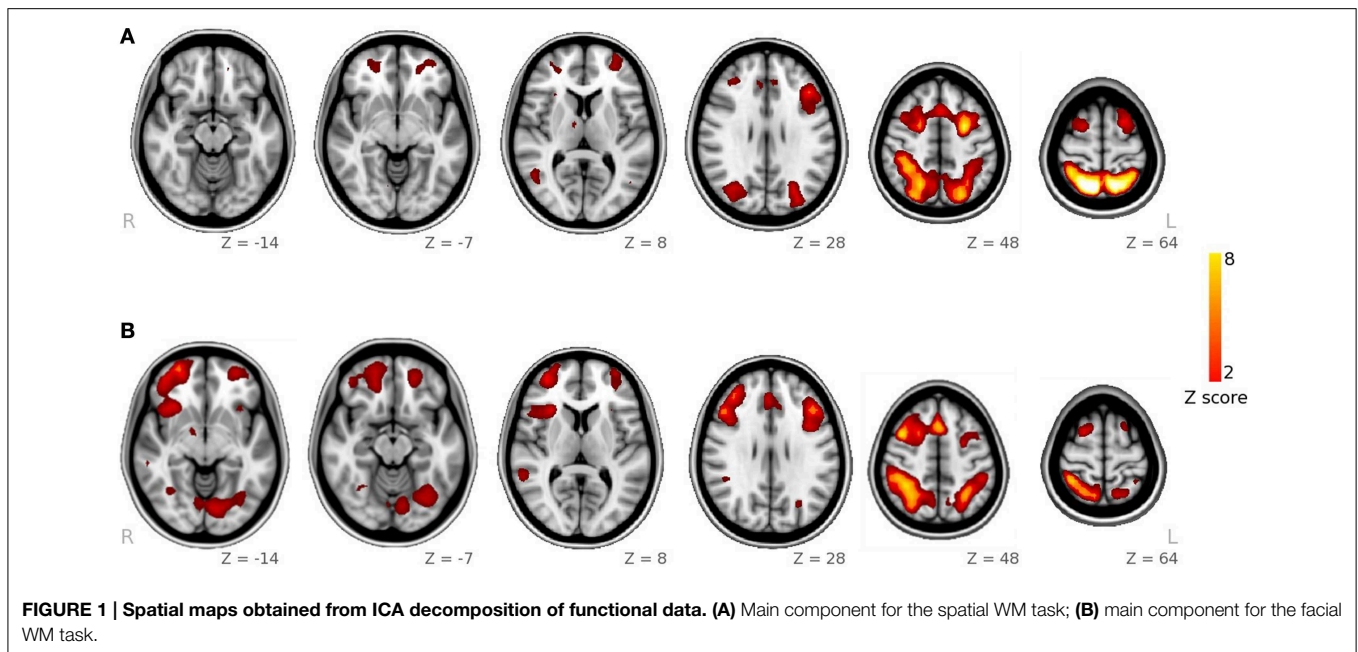 A
R
L
Z = -14
Z = -7
Z = 8
Z = 28
Z = 48
Z = 64
8
2
Z score
B
R
L
Z = -14
Z = -7
Z = 8
Z = 28
Z = 48
Z = 64
FIGURE 1 | Spatial maps obtained from ICA decomposition of functional data. (A) Main component for the spatial WM task; (B) main component for the facial
WM task.